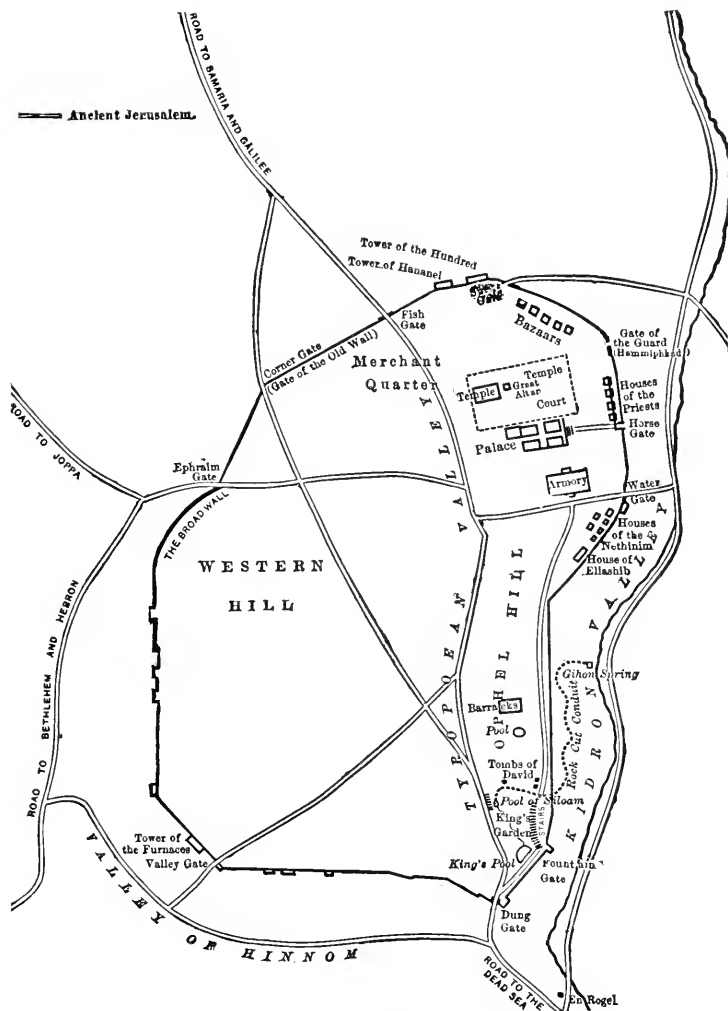 ROAD TO SAMARIA AND GALILEE
Ancient Jerusalem.
Tower of the Hundred
Tower of Hananel
Fish
Gate
Bazaars
Gate of
the Guard
(Hammiphkad)
Corner Gate
(Gate of the Old Wall)
Merchant
Quarter
Temple
Temple
Great
Altar
Court
Houses
of the
Priests
Horse
Gate
Palace
ROAD TO JOPPA
Ephraim
Gate
Armory
Water
Gate
THE BROAD WALL
Houses
of the
Nethinim
House of
Eliashib
WESTERN
HILL
TYROPOEAN VALLEY
OPHEL HILL
KIDRON VALLEY
ROAD TO BETHLEHEM AND HEBRON
Gihon Spring
Rock Cut Conduit
Barracks
Pool
Tombs of
David
Pool of Siloam
King's
Garden
STAIRS
King's Pool
Fountain
Gate
Tower of
the Furnaces
Valley Gate
Dung
Gate
VALLEY OF HINNOM
ROAD TO THE
DEAD SEA
En Rogel